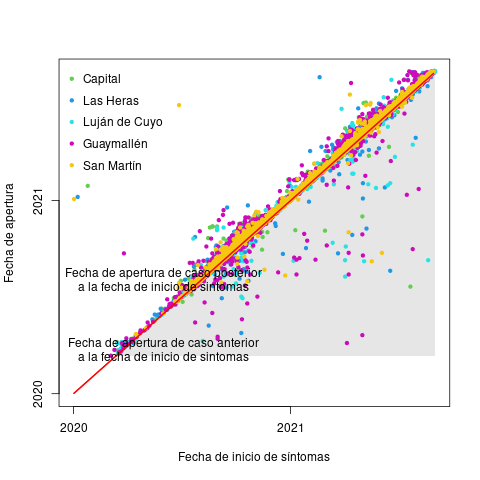 Capital
Las Heras
Luján de Cuyo
Guaymallén
San Martín
Fecha de apertura de caso posterior
a la fecha de inicio de síntomas
Fecha de apertura de caso anterior
a la fecha de inicio de síntomas
2021
2020
Fecha de apertura
2020
2021
Fecha de inicio de síntomas